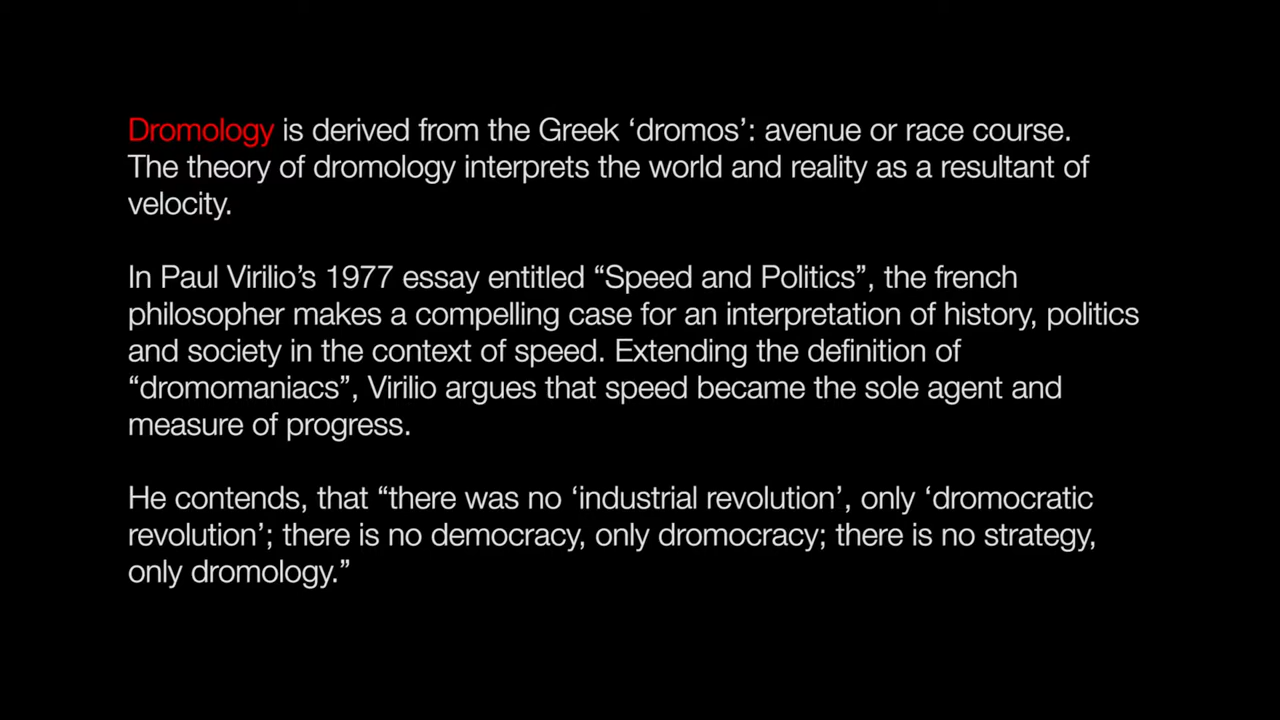 Dromology is derived from the Greek ‘dromos’: avenue or race course.
The theory of dromology interprets the world and reality as a resultant of
velocity.
In Paul Virilio’s 1977 essay entitled “Speed and Politics”, the french
philosopher makes a compelling case for an interpretation of history, politics
and society in the context of speed. Extending the definition of
“dromomaniacs”, Virilio argues that speed became the sole agent and
measure of progress.
He contends, that “there was no ‘industrial revolution’, only ‘dromocratic
revolution’; there is no democracy, only dromocracy; there is no strategy,
only dromology.”